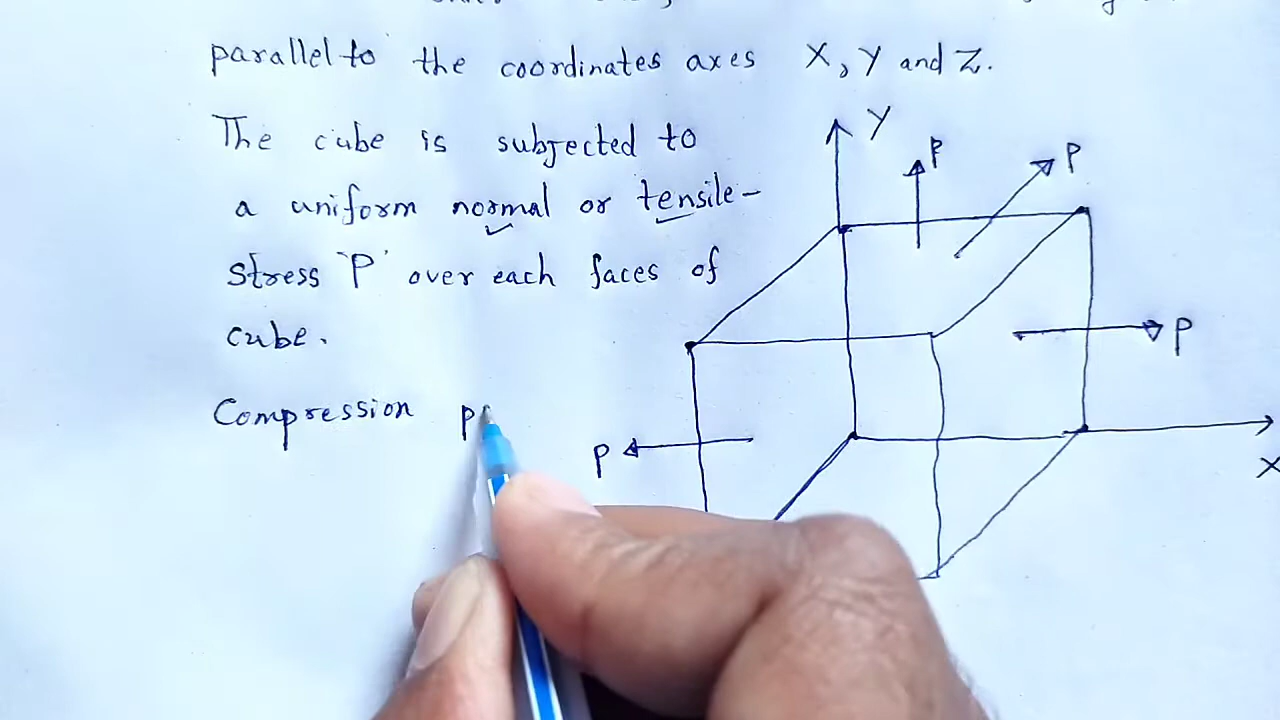 parallel to the coordinates axes X, Y and Z.
The cube is subjected to
a uniform normal or tensile-
stress 'P' over each faces of
cube.
Compression
Y
P
P
P
P
X